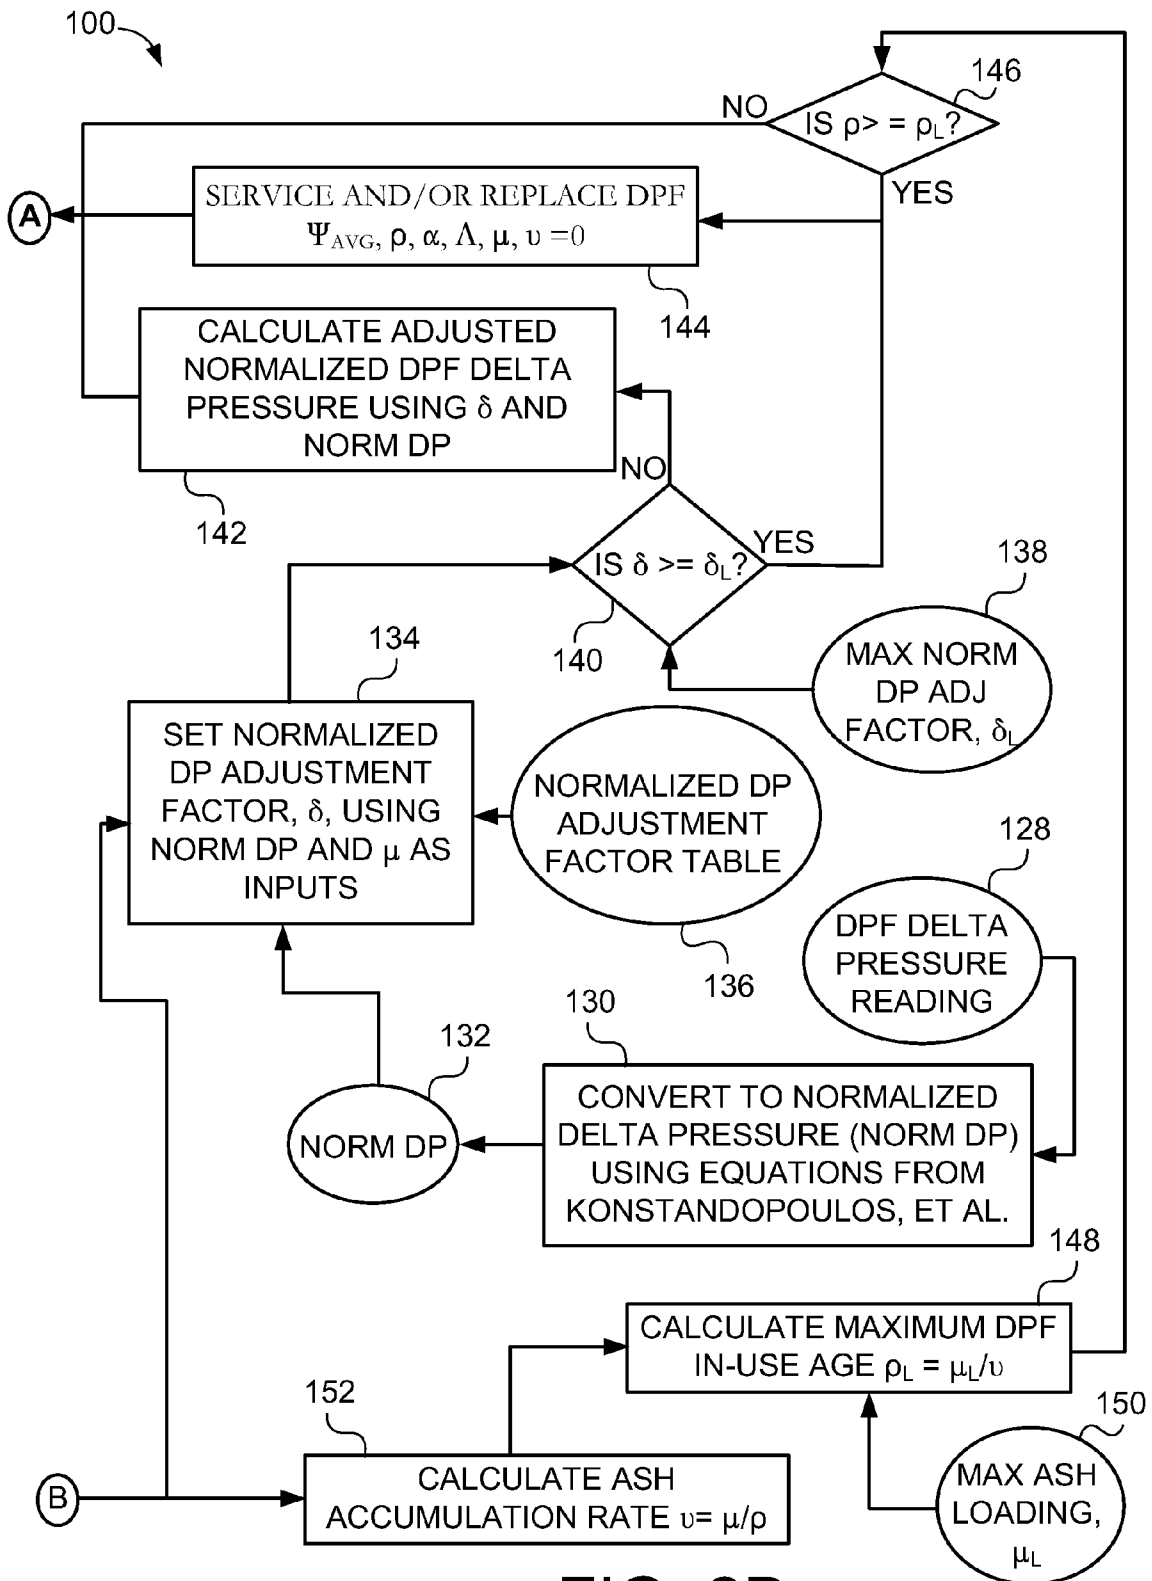 100
146
NO
IS ρ> = ρL?
YES
A
SERVICE AND/OR REPLACE DPF
ΨAVG, ρ, α, Λ, μ, υ =0
144
CALCULATE ADJUSTED
NORMALIZED DPF DELTA
PRESSURE USING δ AND
NORM DP
142
NO
YES
IS δ >= δL?
140
138
MAX NORM
DP ADJ
FACTOR, δL
134
SET NORMALIZED
DP ADJUSTMENT
FACTOR, δ, USING
NORM DP AND μ AS
INPUTS
NORMALIZED DP
ADJUSTMENT
FACTOR TABLE
136
128
DPF DELTA
PRESSURE
READING
130
132
NORM DP
CONVERT TO NORMALIZED
DELTA PRESSURE (NORM DP)
USING EQUATIONS FROM
KONSTANDOPOULOS, ET AL.
148
CALCULATE MAXIMUM DPF
IN-USE AGE ρL = μL/υ
150
152
B
CALCULATE ASH
ACCUMULATION RATE υ= μ/ρ
MAX ASH
LOADING,
μL